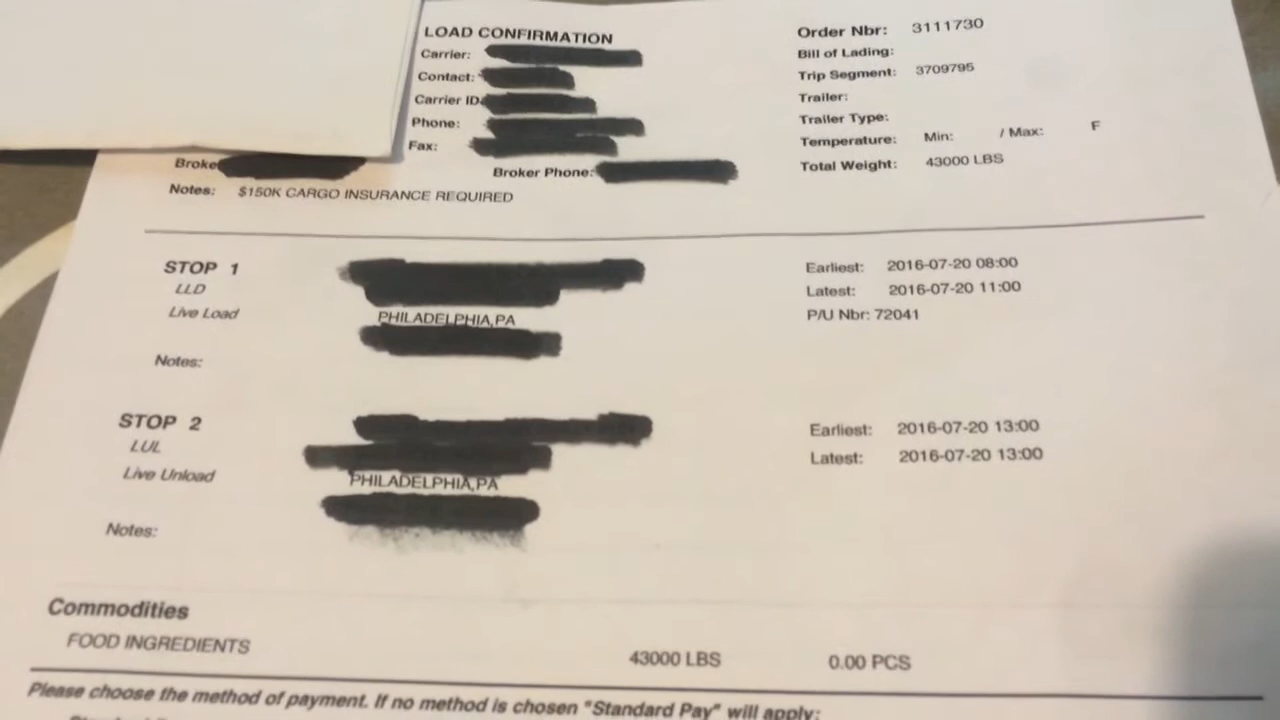 LOAD CONFIRMATION
Carrier:
Contact:
Carrier ID
Phone:
Fax:
Broke
Broker Phone:
Notes: $150K CARGO INSURANCE REQUIRED
Order Nbr: 3111730
Bill of Lading:
Trip Segment: 3709795
Trailer:
Trailer Type:
Temperature: Min: / Max: F
Total Weight: 43000 LBS
STOP 1
LLD
Live Load
PHILADELPHIA,PA
Notes:
Earliest: 2016-07-20 08:00
Latest: 2016-07-20 11:00
P/U Nbr: 72041
STOP 2
LUL
Live Unload
PHILADELPHIA,PA
Notes:
Earliest: 2016-07-20 13:00
Latest: 2016-07-20 13:00
Commodities
FOOD INGREDIENTS 43000 LBS 0.00 PCS
Please choose the method of payment. If no method is chosen "Standard Pay" will apply: